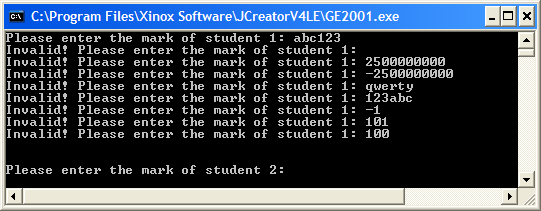 C:\Program Files\Xinox Software\JCreatorV4LE\GE2001.exe
Please enter the mark of student 1: abc123
Invalid! Please enter the mark of student 1:
Invalid! Please enter the mark of student 1: 2500000000
Invalid! Please enter the mark of student 1: -2500000000
Invalid! Please enter the mark of student 1: qwerty
Invalid! Please enter the mark of student 1: 123abc
Invalid! Please enter the mark of student 1: -1
Invalid! Please enter the mark of student 1: 101
Invalid! Please enter the mark of student 1: 100
Please enter the mark of student 2: